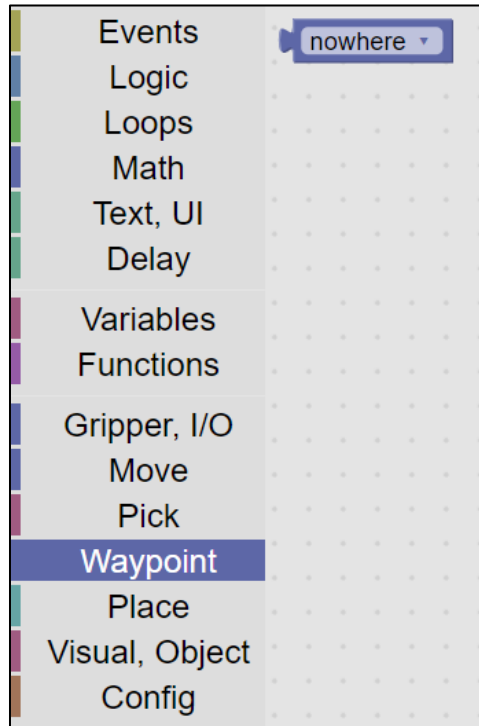 Events
Logic
Loops
Math
Text, UI
Delay
Variables
Functions
Gripper, I/O
Move
Pick
Waypoint
Place
Visual, Object
Config
nowhere